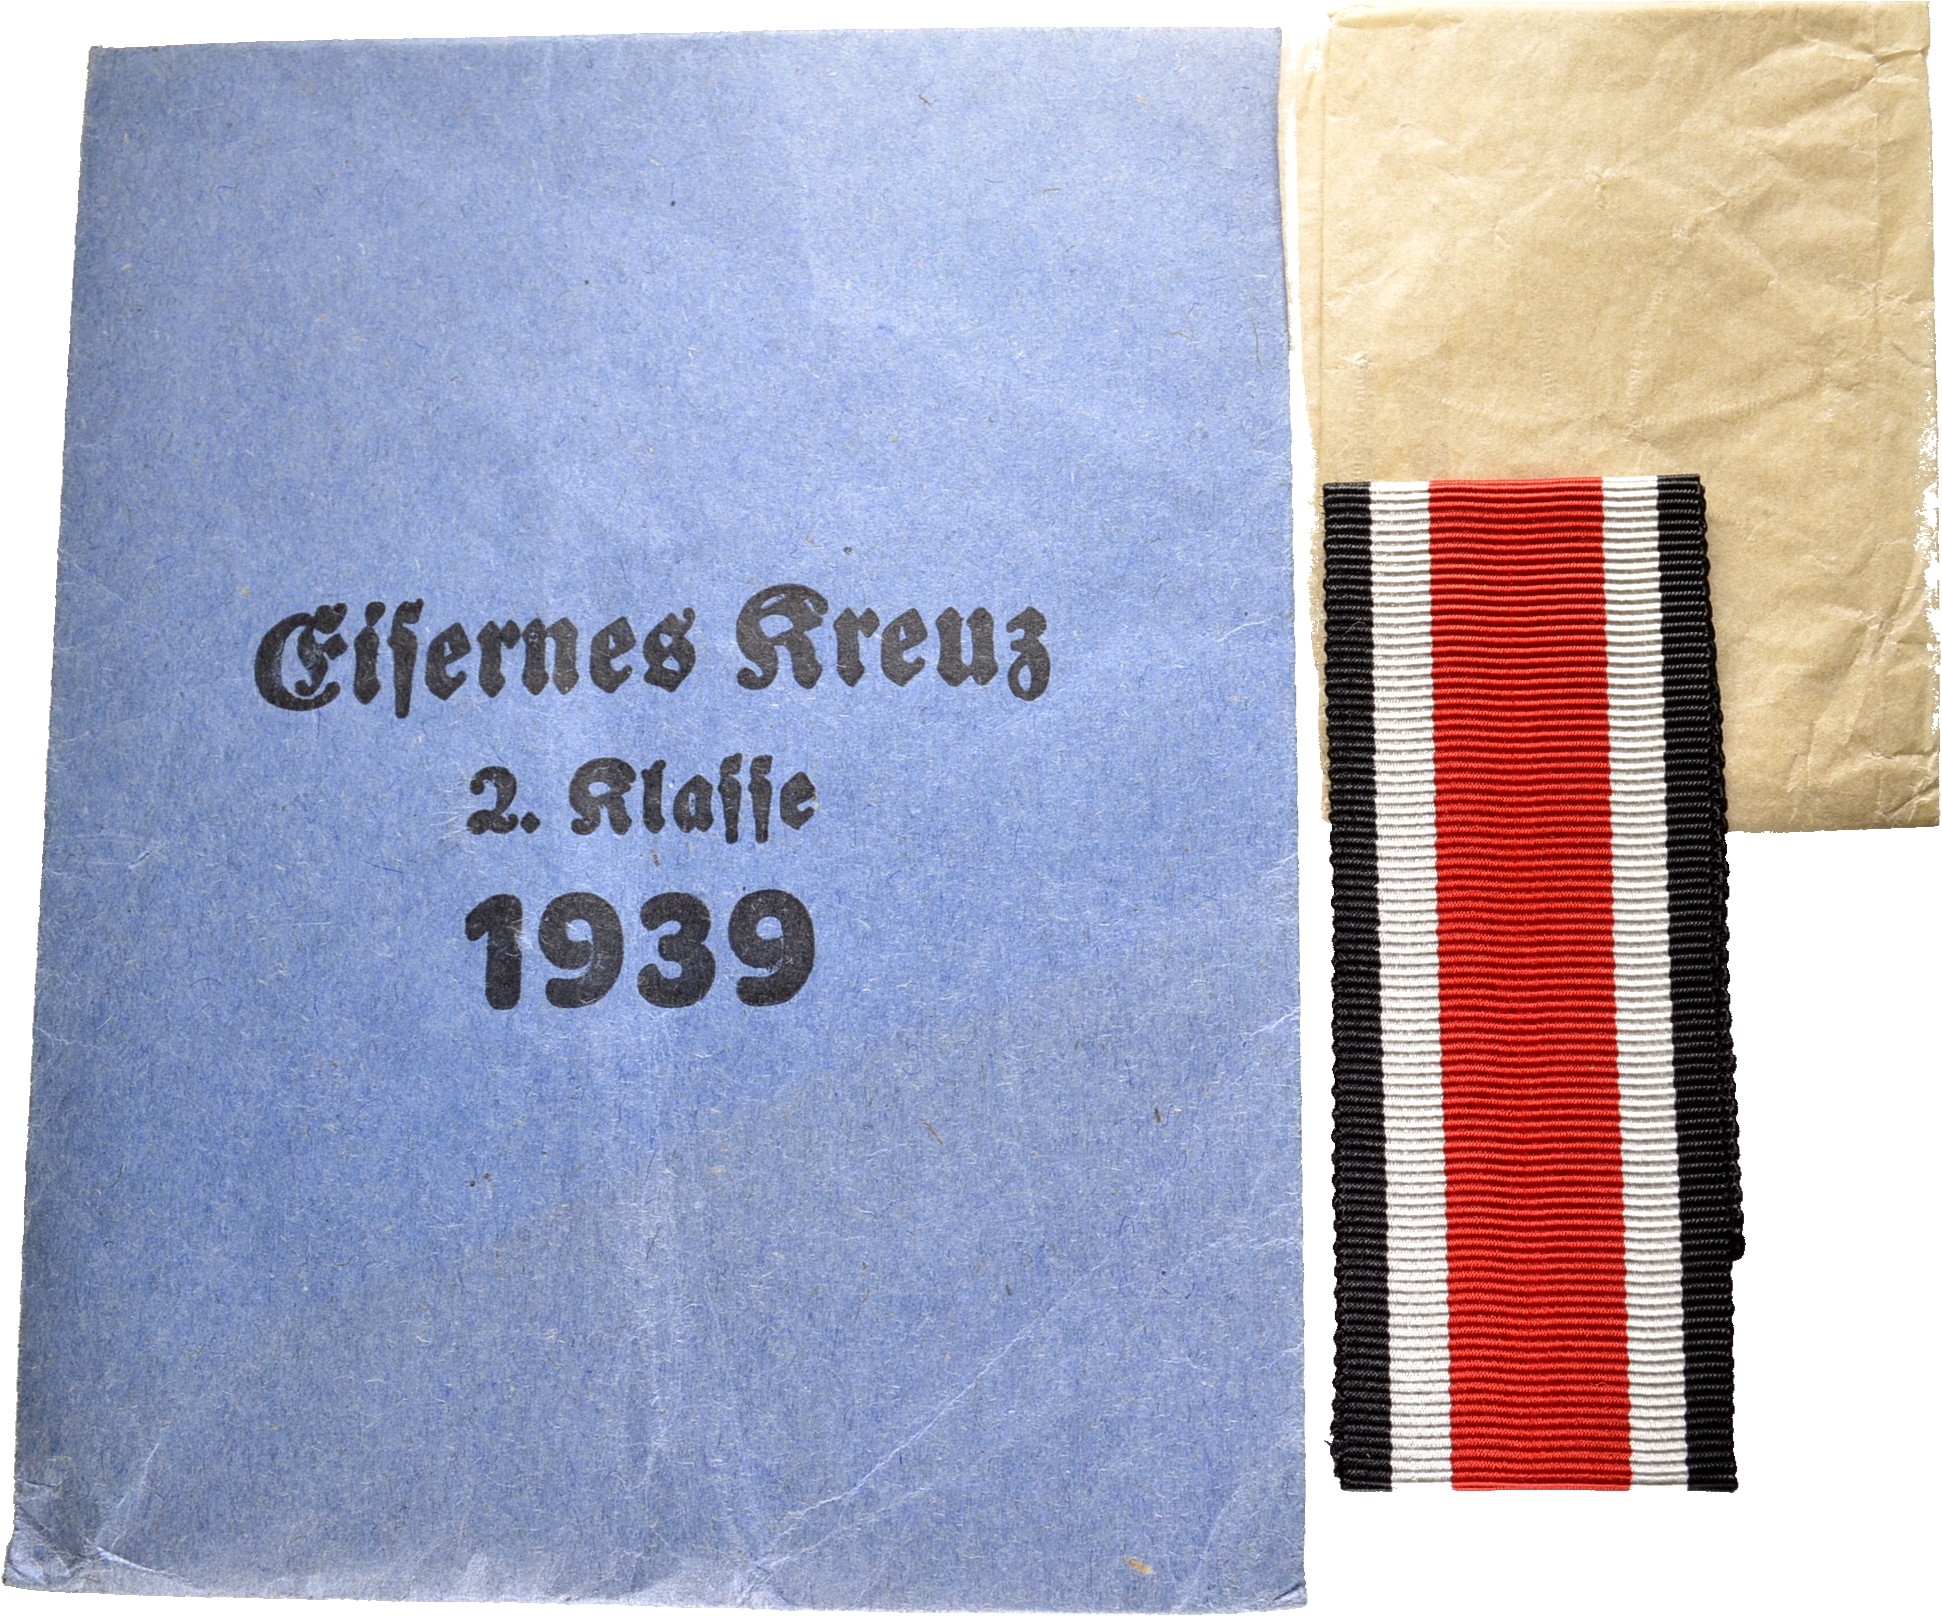 Eisernes Kreuz
2. Klasse
1939